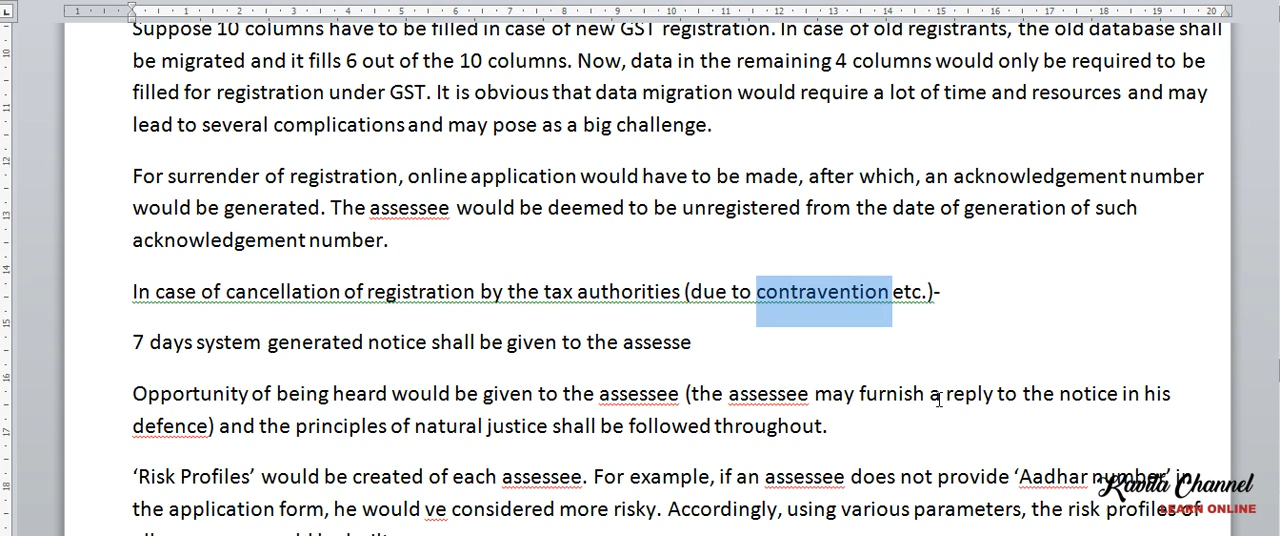 Suppose 10 columns have to be filled in case of new GST registration. In case of old registrants, the old database shall
be migrated and it fills 6 out of the 10 columns. Now, data in the remaining 4 columns would only be required to be
filled for registration under GST. It is obvious that data migration would require a lot of time and resources and may
lead to several complications and may pose as a big challenge.
For surrender of registration, online application would have to be made, after which, an acknowledgement number
would be generated. The assessee would be deemed to be unregistered from the date of generation of such
acknowledgement number.
In case of cancellation of registration by the tax authorities (due to contravention etc.)-
7 days system generated notice shall be given to the assesse
Opportunity of being heard would be given to the assessee (the assessee may furnish a reply to the notice in his
defence) and the principles of natural justice shall be followed throughout.
‘Risk Profiles’ would be created of each assessee. For example, if an assessee does not provide ‘Aadhar number’ in
the application form, he would ve considered more risky. Accordingly, using various parameters, the risk profiles of
Kavita Channel
LEARN ONLINE